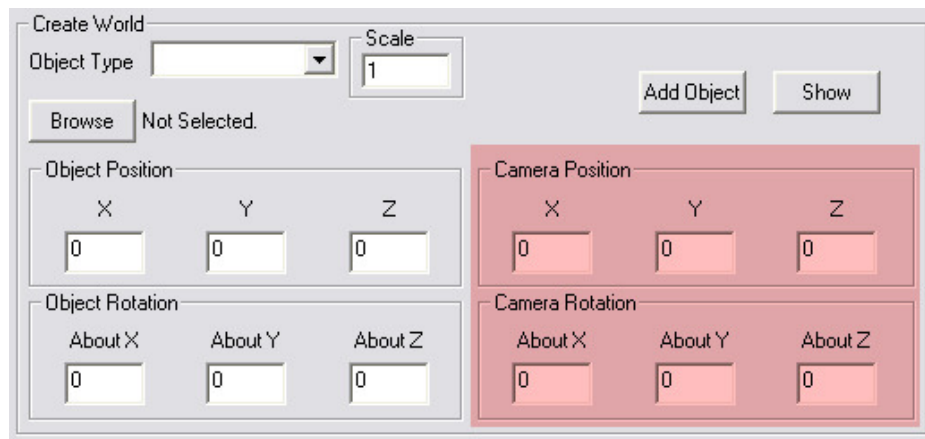 Create World
Object Type
Scale
1
Add Object Show
Browse Not Selected.
Object Position
X Y Z
0 0 0
Camera Position
X Y Z
0 0 0
Object Rotation
About X About Y About Z
0 0 0
Camera Rotation
About X About Y About Z
0 0 0